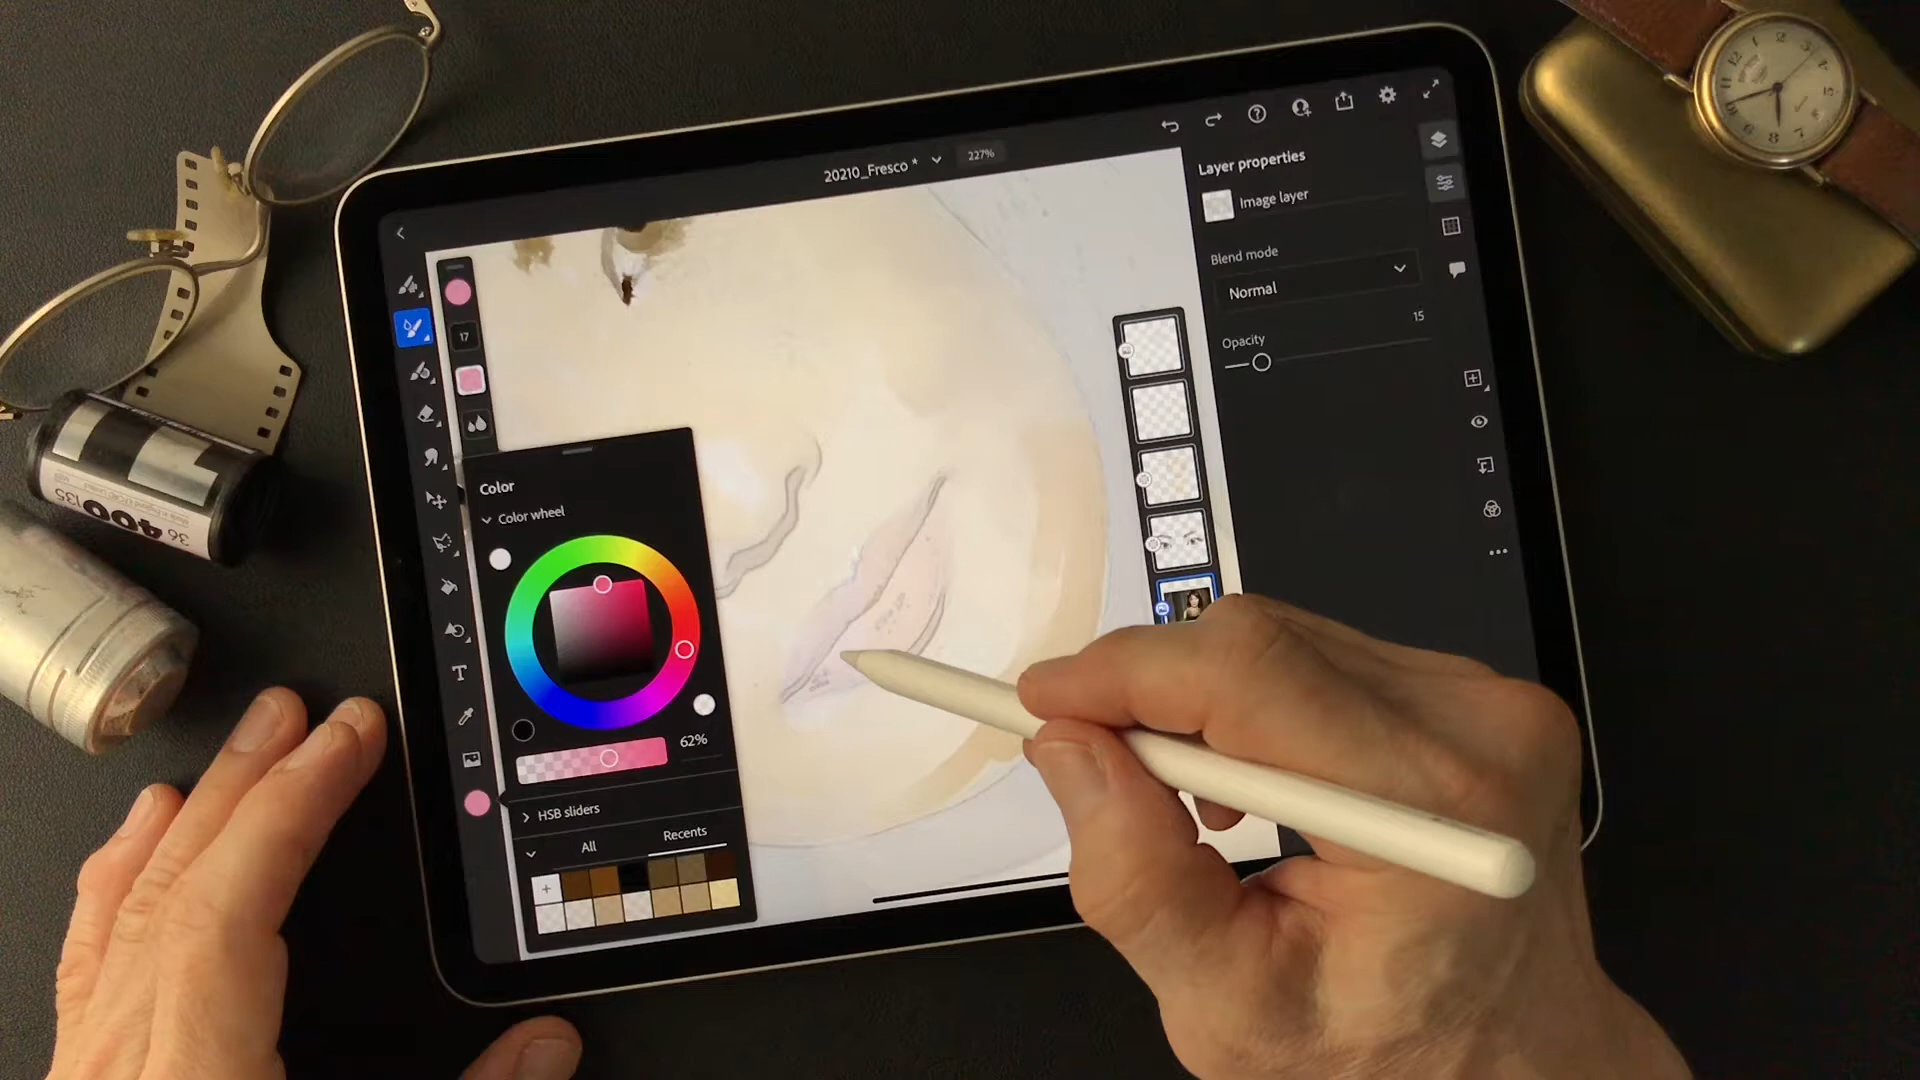 20210_Fresco *
227%
Layer properties
Image layer
Blend mode
Normal
Opacity
15
17
Color
Color wheel
62%
HSB sliders
All
Recents
400
135
36
12